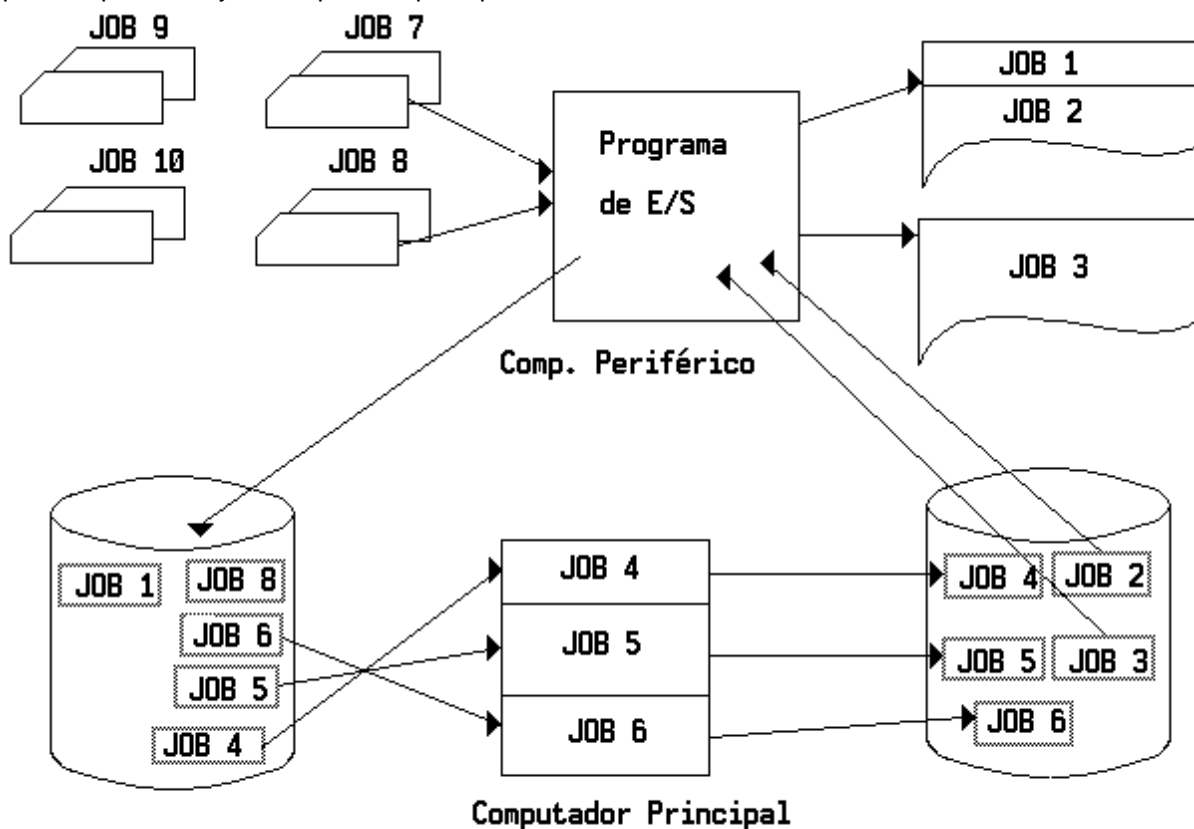 JOB 9
JOB 7
JOB 10
JOB 8
Programa
de E/S
JOB 1
JOB 2
JOB 3
Comp. Periférico
JOB 1
JOB 8
JOB 6
JOB 5
JOB 4
JOB 4
JOB 5
JOB 6
JOB 4
JOB 2
JOB 5
JOB 3
JOB 6
Computador Principal